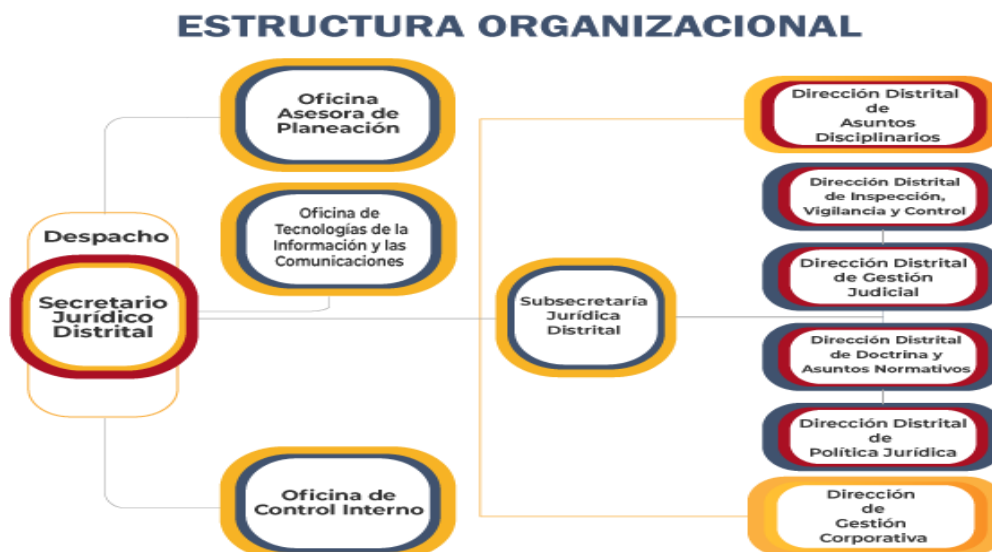 ESTRUCTURA ORGANIZACIONAL
Despacho
Secretario
Jurídico
Distrital
Oficina
Asesora de
Planeación
Oficina de
Tecnologías de la
Información y las
Comunicaciones
Oficina de
Control Interno
Subsecretaría
Jurídica
Distrital
Dirección Distrital
de
Asuntos
Disciplinarios
Dirección Distrital
de Inspección,
Vigilancia y Control
Dirección Distrital
de Gestión
Judicial
Dirección Distrital
de Doctrina y
Asuntos Normativos
Dirección Distrital
de
Política Jurídica
Dirección
de
Gestión
Corporativa